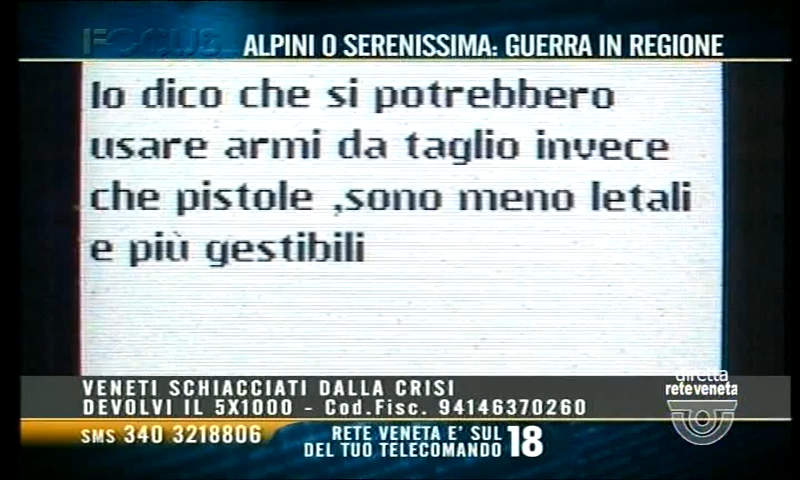 FOCUS
ALPINI O SERENISSIMA: GUERRA IN REGIONE
Io dico che si potrebbero
usare armi da taglio invece
che pistole ,sono meno letali
e più gestibili
diretta
reteveneta
VENETI SCHIACCIATI DALLA CRISI
DEVOLVI IL 5X1000 - Cod.Fisc. 94146370260
SMS 340 3218806
RETE VENETA E' SUL
DEL TUO TELECOMANDO 18